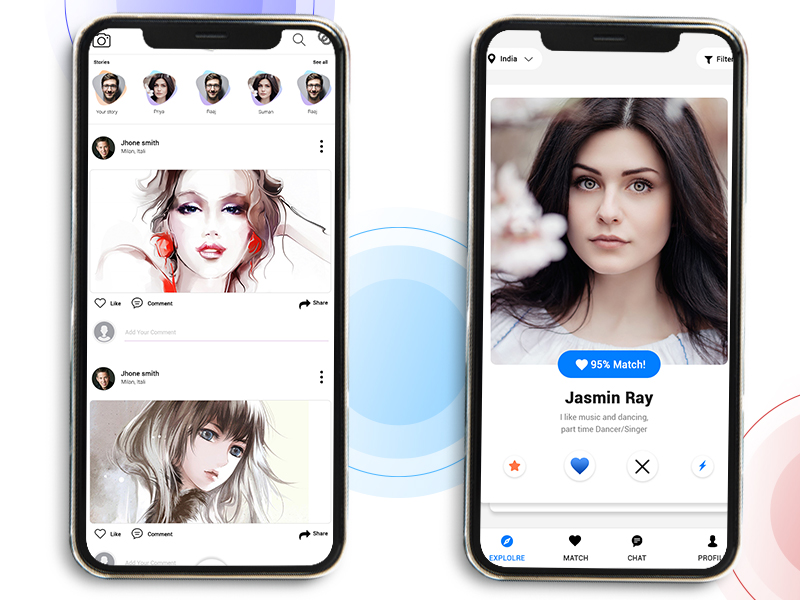 Stories
See all
Your story
Priya
Raaj
Suman
Raaj
Jhone smith
Milan, Itali
Like
Comment
Share
Add Your Comment
Jhone smith
Milan, Itali
Like
Comment
Share
Add Your Comment
India
Filter
95% Match!
Jasmin Ray
I like music and dancing,
part time Dancer/Singer
EXPLOLRE
MATCH
CHAT
PROFIL